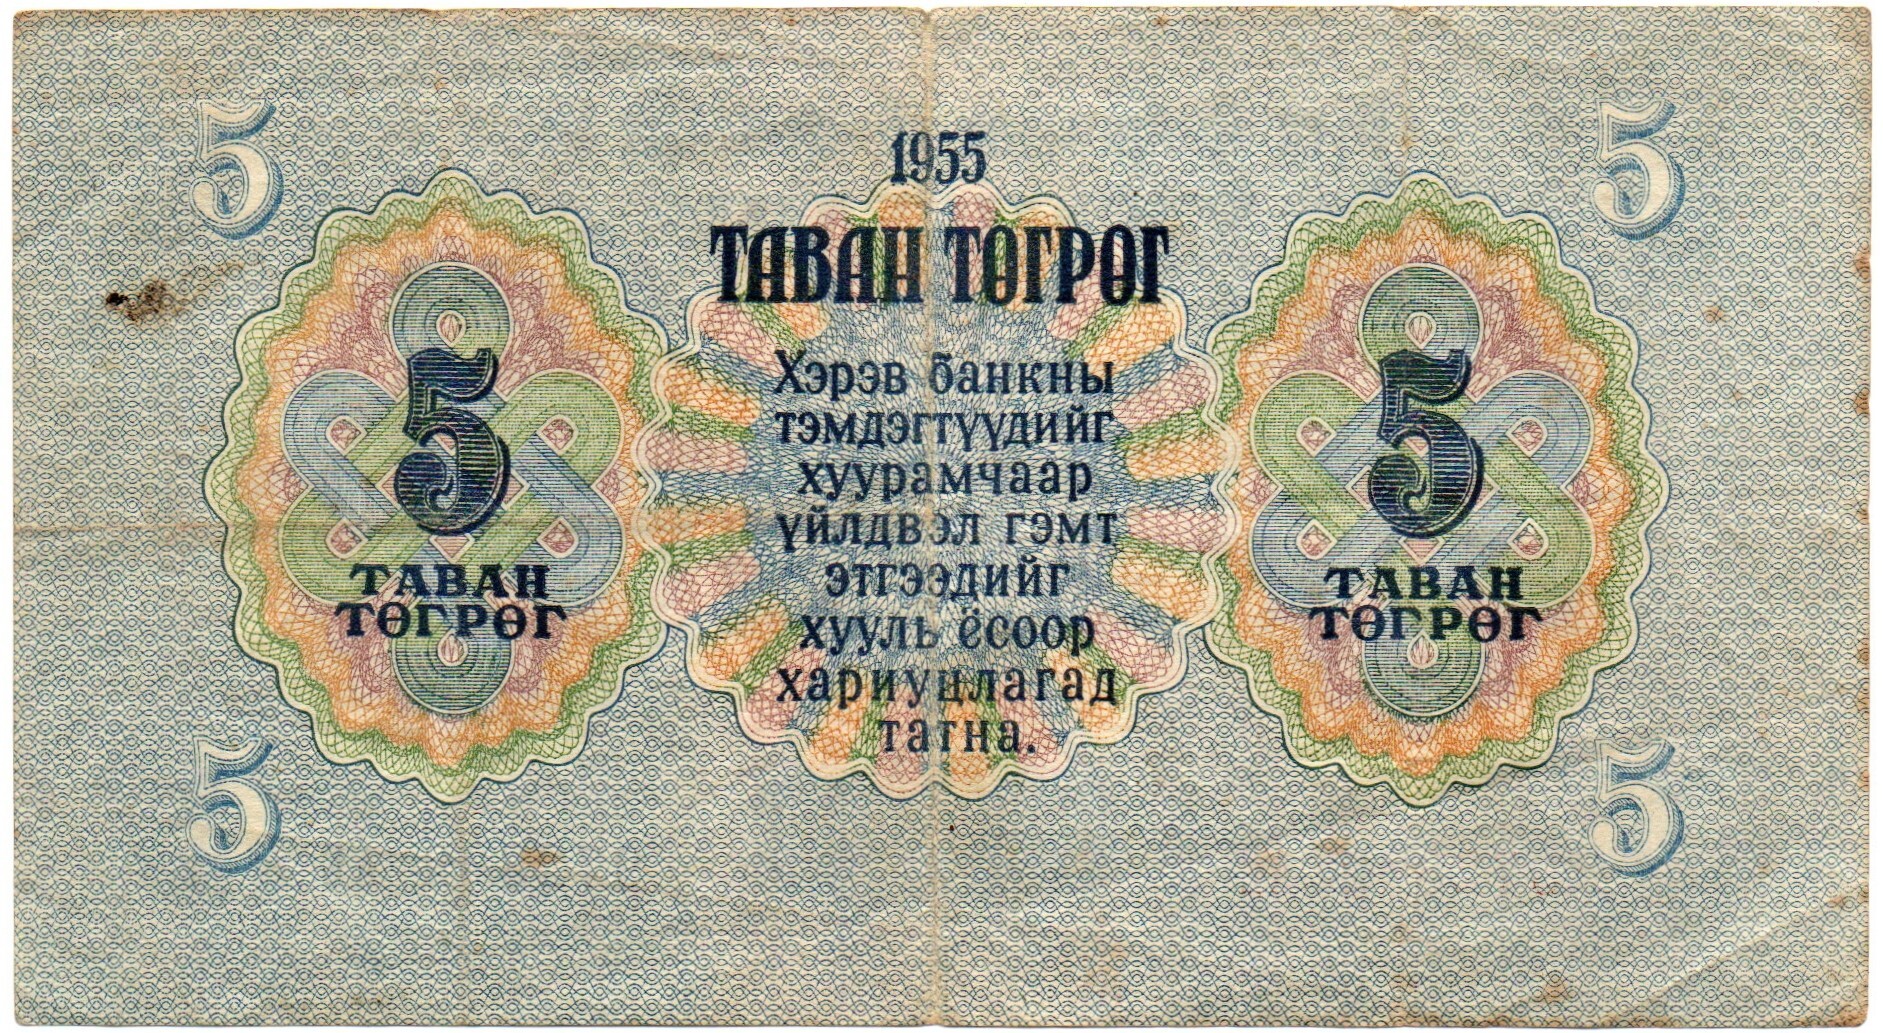 5 5
1955
ТАВАН ТӨГРӨГ
5
ТАВАН
ТӨГРӨГ
Хэрэв банкны
тэмдэгтүүдийг
хуурамчаар
үйлдвэл гэмт
этгээдийг
хууль ёсоор
хариуцлагад
татна.
5
ТАВАН
ТӨГРӨГ
5 5